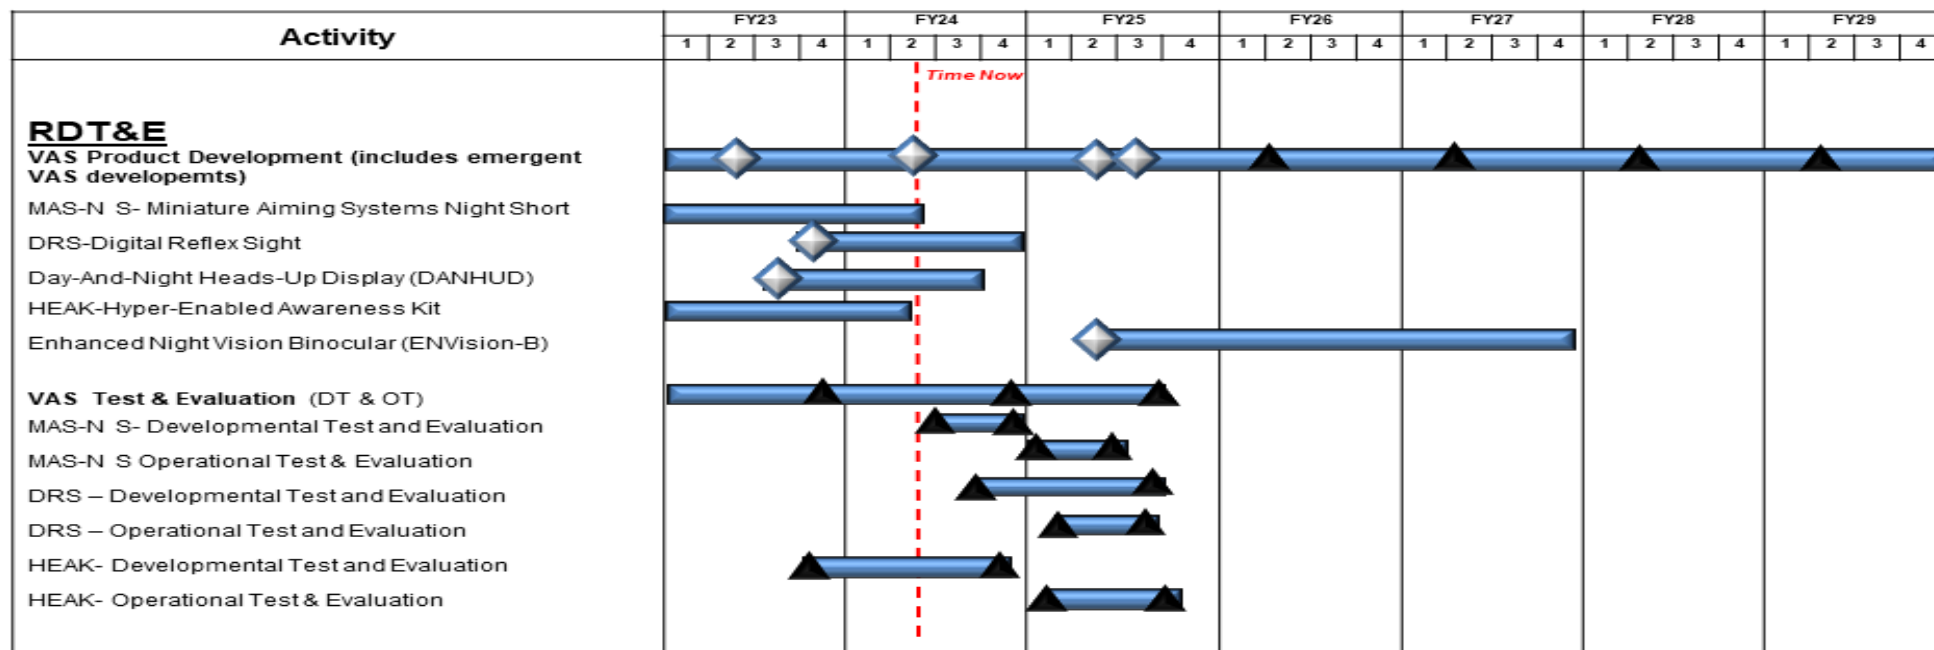 Activity
FY23 FY24 FY25 FY26 FY27 FY28 FY29
1 2 3 4 1 2 3 4 1 2 3 4 1 2 3 4 1 2 3 4 1 2 3 4 1 2 3 4
Time Now
RDT&E
VAS Product Development (includes emergent
VAS developemts)
MAS-N S- Miniature Aiming Systems Night Short
DRS-Digital Reflex Sight
Day-And-Night Heads-Up Display (DANHUD)
HEAK-Hyper-Enabled Awareness Kit
Enhanced Night Vision Binocular (ENVision-B)
VAS Test & Evaluation (DT & OT)
MAS-N S- Developmental Test and Evaluation
MAS-N S Operational Test & Evaluation
DRS – Developmental Test and Evaluation
DRS – Operational Test and Evaluation
HEAK- Developmental Test and Evaluation
HEAK- Operational Test & Evaluation